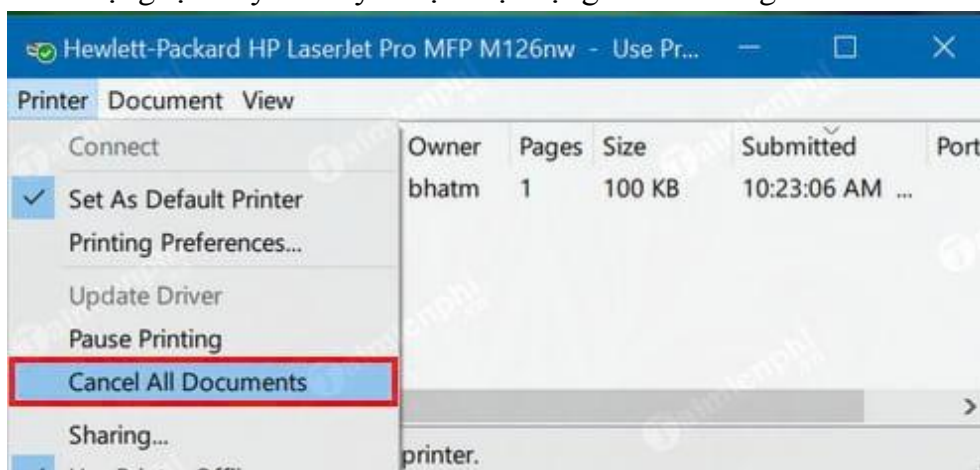 Hewlett-Packard HP LaserJet Pro MFP M126nw - Use Pr...
Printer Document View
Connect
Owner Pages Size Submitted Port
Set As Default Printer
bhatm 1 100 KB 10:23:06 AM ...
Printing Preferences...
Update Driver
Pause Printing
Cancel All Documents
Sharing...
printer.